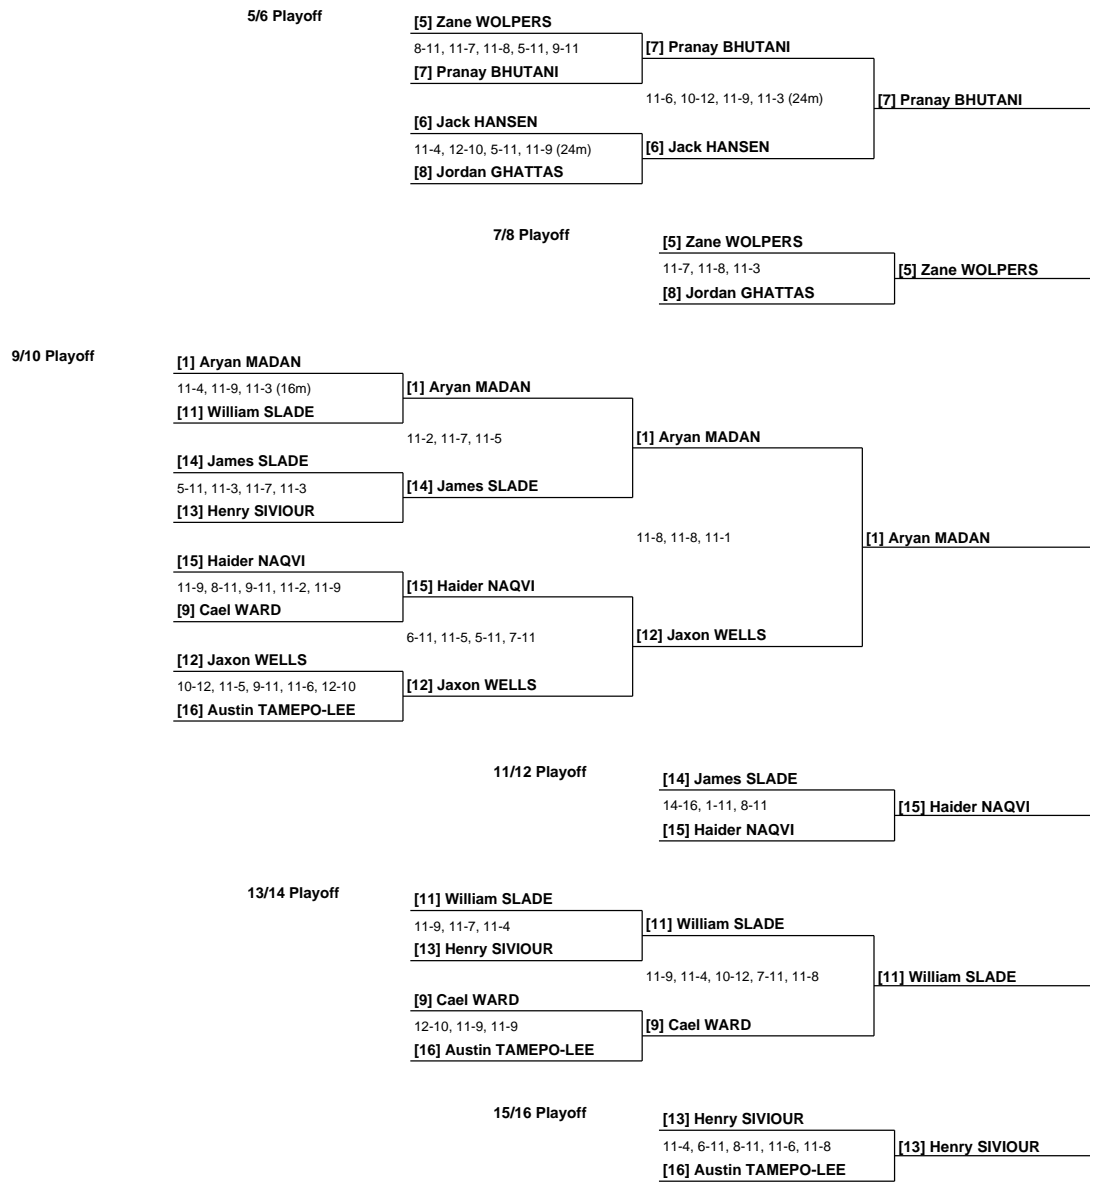 5/6 Playoff
[5] Zane WOLPERS
8-11, 11-7, 11-8, 5-11, 9-11
[7] Pranay BHUTANI
[7] Pranay BHUTANI
11-6, 10-12, 11-9, 11-3 (24m)
[7] Pranay BHUTANI
[6] Jack HANSEN
11-4, 12-10, 5-11, 11-9 (24m)
[6] Jack HANSEN
[8] Jordan GHATTAS
7/8 Playoff
[5] Zane WOLPERS
11-7, 11-8, 11-3
[5] Zane WOLPERS
[8] Jordan GHATTAS
9/10 Playoff
[1] Aryan MADAN
11-4, 11-9, 11-3 (16m)
[1] Aryan MADAN
[11] William SLADE
11-2, 11-7, 11-5
[1] Aryan MADAN
[14] James SLADE
5-11, 11-3, 11-7, 11-3
[14] James SLADE
[13] Henry SIVIOUR
11-8, 11-8, 11-1
[1] Aryan MADAN
[15] Haider NAQVI
11-9, 8-11, 9-11, 11-2, 11-9
[15] Haider NAQVI
[9] Cael WARD
6-11, 11-5, 5-11, 7-11
[12] Jaxon WELLS
[12] Jaxon WELLS
10-12, 11-5, 9-11, 11-6, 12-10
[12] Jaxon WELLS
[16] Austin TAMEPO-LEE
11/12 Playoff
[14] James SLADE
14-16, 1-11, 8-11
[15] Haider NAQVI
[15] Haider NAQVI
13/14 Playoff
[11] William SLADE
11-9, 11-7, 11-4
[11] William SLADE
[13] Henry SIVIOUR
11-9, 11-4, 10-12, 7-11, 11-8
[11] William SLADE
[9] Cael WARD
12-10, 11-9, 11-9
[9] Cael WARD
[16] Austin TAMEPO-LEE
15/16 Playoff
[13] Henry SIVIOUR
11-4, 6-11, 8-11, 11-6, 11-8
[13] Henry SIVIOUR
[16] Austin TAMEPO-LEE